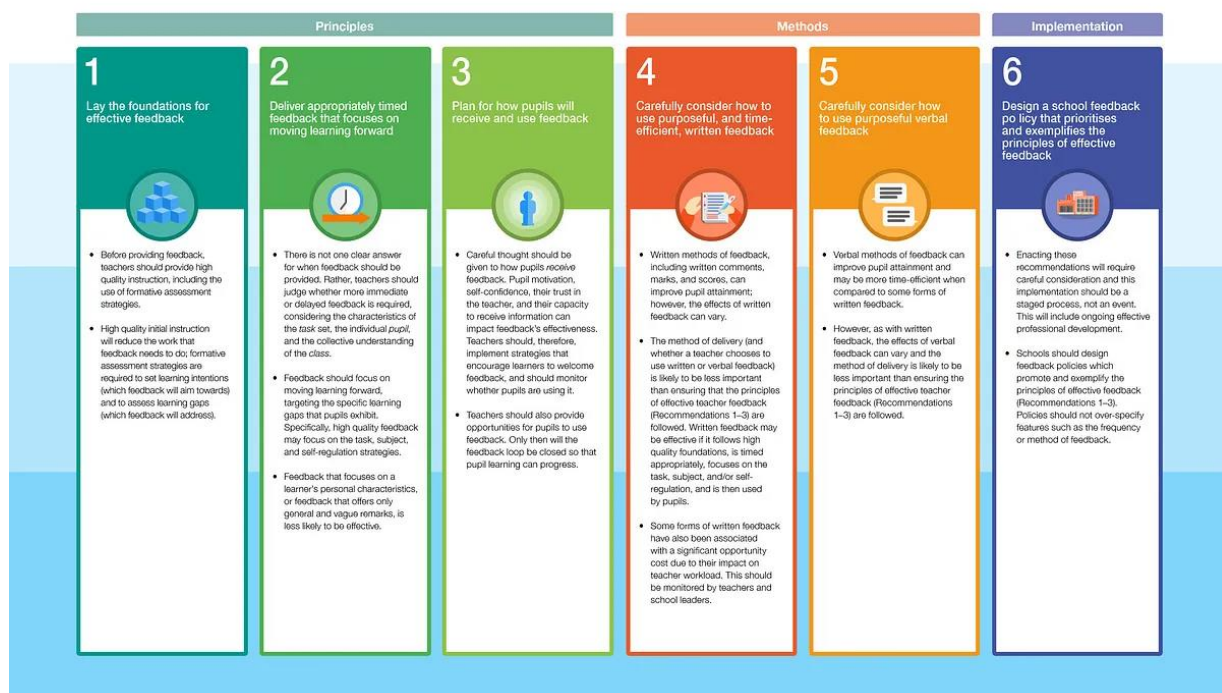 Principles
Methods
Implementation
1
Lay the foundations for
effective feedback
• Before providing feedback,
teachers should provide high
quality instruction, including the
use of formative assessment
strategies.
• High quality initial instruction
will reduce the work that
feedback needs to do; formative
assessment strategies are
required to set learning intentions
(which feedback will aim towards)
and to assess learning gaps
(which feedback will address).
2
Deliver appropriately timed
feedback that focuses on
moving learning forward
• There is not one clear answer
for when feedback should be
provided. Rather, teachers should
judge whether more immediate
or delayed feedback is required,
considering the characteristics of
the task set, the individual pupil,
and the collective understanding
of the class.
• Feedback should focus on
moving learning forward,
targeting the specific learning
gaps that pupils exhibit.
Specifically, high quality feedback
may focus on the task, subject,
and self-regulation strategies.
• Feedback that focuses on a
learner's personal characteristics,
or feedback that offers only
general and vague remarks, is
less likely to be effective.
3
Plan for how pupils will
receive and use feedback
• Careful thought should be
given to how pupils receive
feedback. Pupil motivation,
self-confidence, their trust in
the teacher, and their capacity
to receive information can
impact feedback's effectiveness.
Teachers should, therefore,
implement strategies that
encourage learners to welcome
feedback, and should monitor
whether pupils are using it.
• Teachers should also provide
opportunities for pupils to use
feedback. Only then will the
feedback loop be closed so that
pupil learning can progress.
4
Carefully consider how to
use purposeful, and time-
efficient, written feedback
• Written methods of feedback,
including written comments,
marks, and scores, can
improve pupil attainment;
however, the effects of written
feedback can vary.
• The method of delivery (and
whether a teacher chooses to
use written or verbal feedback)
is likely to be less important
than ensuring that the principles
of effective teacher feedback
(Recommendations 1–3) are
followed. Written feedback may
be effective if it follows high
quality foundations, is timed
appropriately, focuses on the
task, subject, and/or self-
regulation, and is then used
by pupils.
• Some forms of written feedback
have also been associated
with a significant opportunity
cost due to their impact on
teacher workload. This should
be monitored by teachers and
school leaders.
5
Carefully consider how
to use purposeful verbal
feedback
• Verbal methods of feedback can
improve pupil attainment and
may be more time-efficient when
compared to some forms of
written feedback.
• However, as with written
feedback, the effects of verbal
feedback can vary and the
method of delivery is likely to be
less important than ensuring the
principles of effective teacher
feedback (Recommendations
1–3) are followed.
6
Design a school feedback
po licy that prioritises
and exemplifies the
principles of effective
feedback
• Enacting these
recommendations will require
careful consideration and this
implementation should be a
staged process, not an event.
This will include ongoing effective
professional development.
• Schools should design
feedback policies which
promote and exemplify the
principles of effective feedback
(Recommendations 1–3).
Policies should not over-specify
features such as the frequency
or method of feedback.